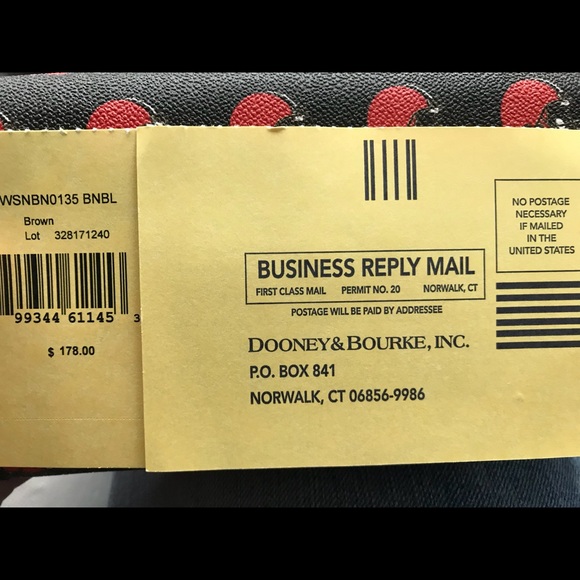 WSNBN0135 BNBL
Brown
Lot 328171240
99344 61145 3
$ 178.00
NO POSTAGE
NECESSARY
IF MAILED
IN THE
UNITED STATES
BUSINESS REPLY MAIL
FIRST CLASS MAIL PERMIT NO. 20 NORWALK, CT
POSTAGE WILL BE PAID BY ADDRESSEE
DOONEY & BOURKE, INC.
P.O. BOX 841
NORWALK, CT 06856-9986